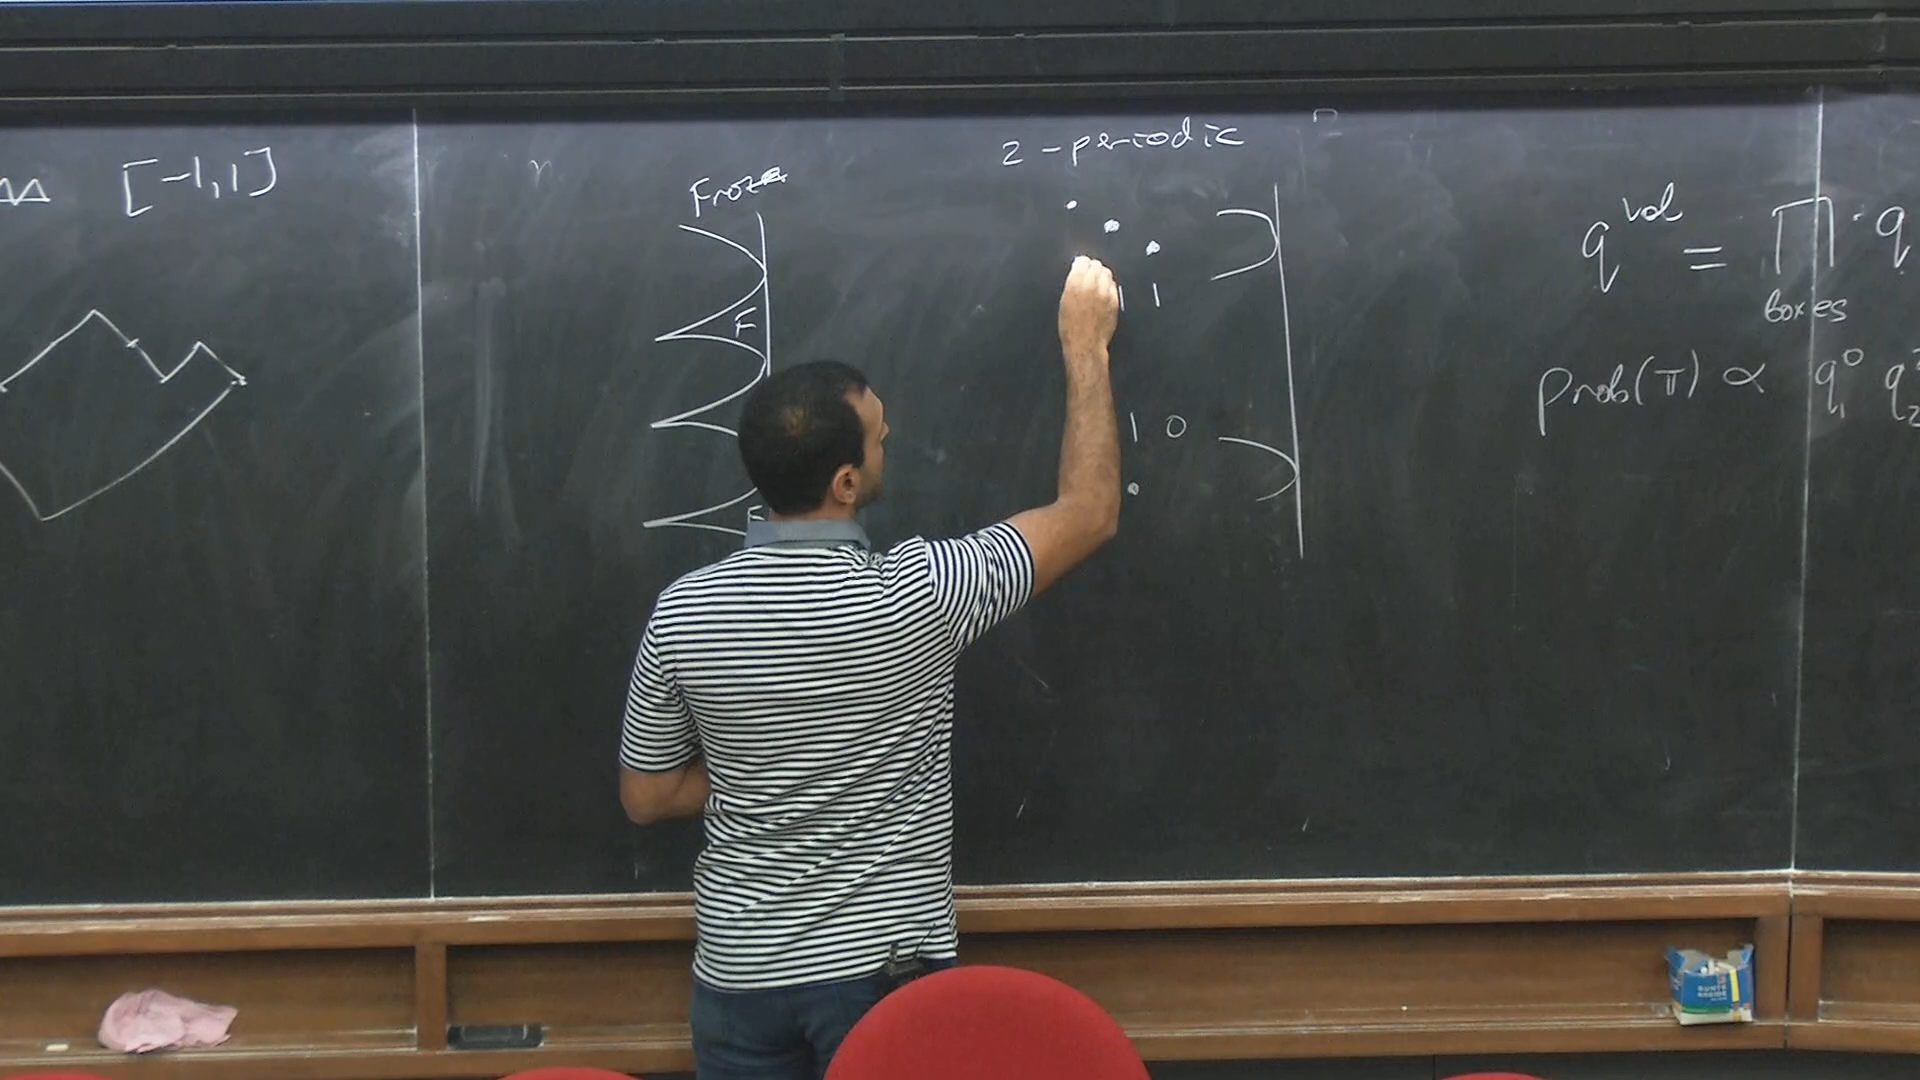 [-1,1]
Froze
F
F
2-periodic
1 1
1 0
q^vol = ∏ q
boxes
prob(π) ∝ q₁⁰ q₂